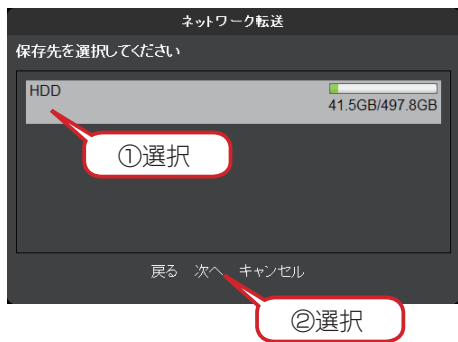 ネットワーク転送
保存先を選択してください
HDD
41.5GB/497.8GB
①選択
戻る 次へ キャンセル
②選択